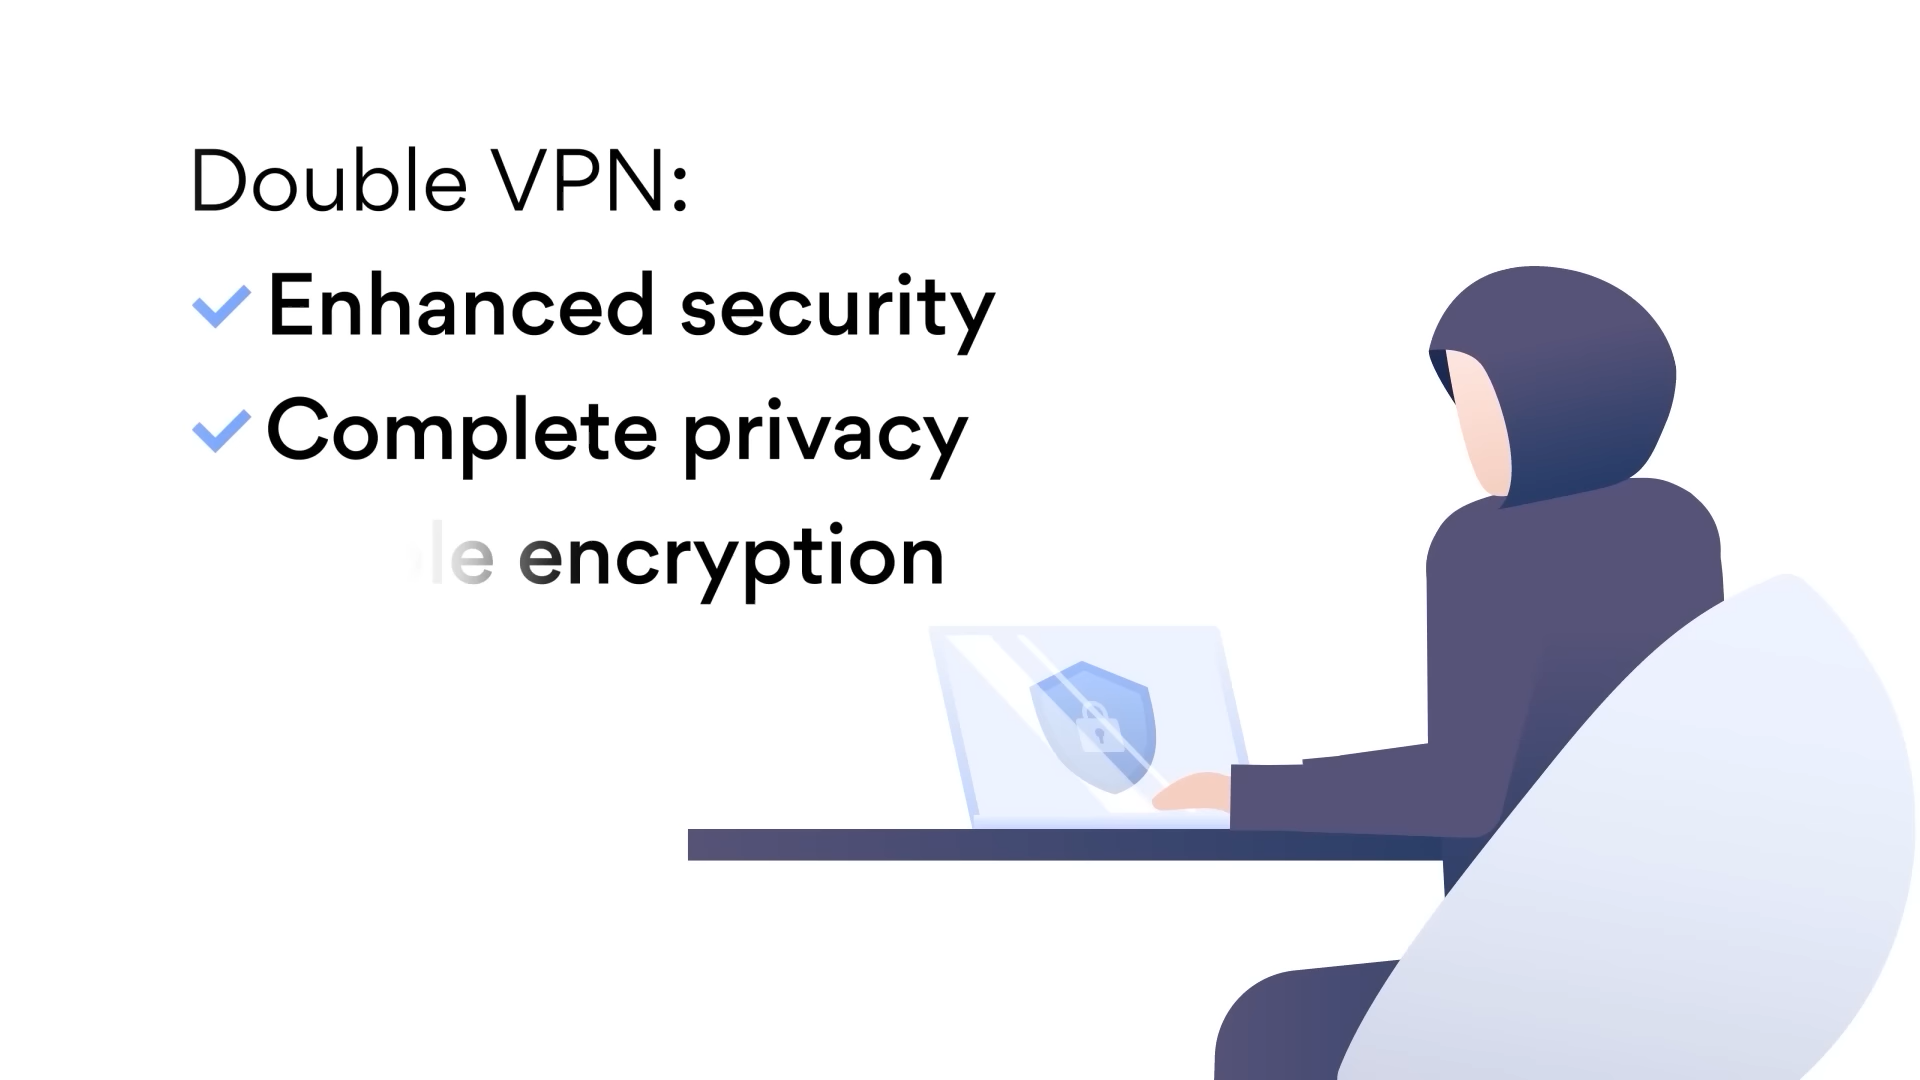 Double VPN:
Enhanced security
Complete privacy
encryption